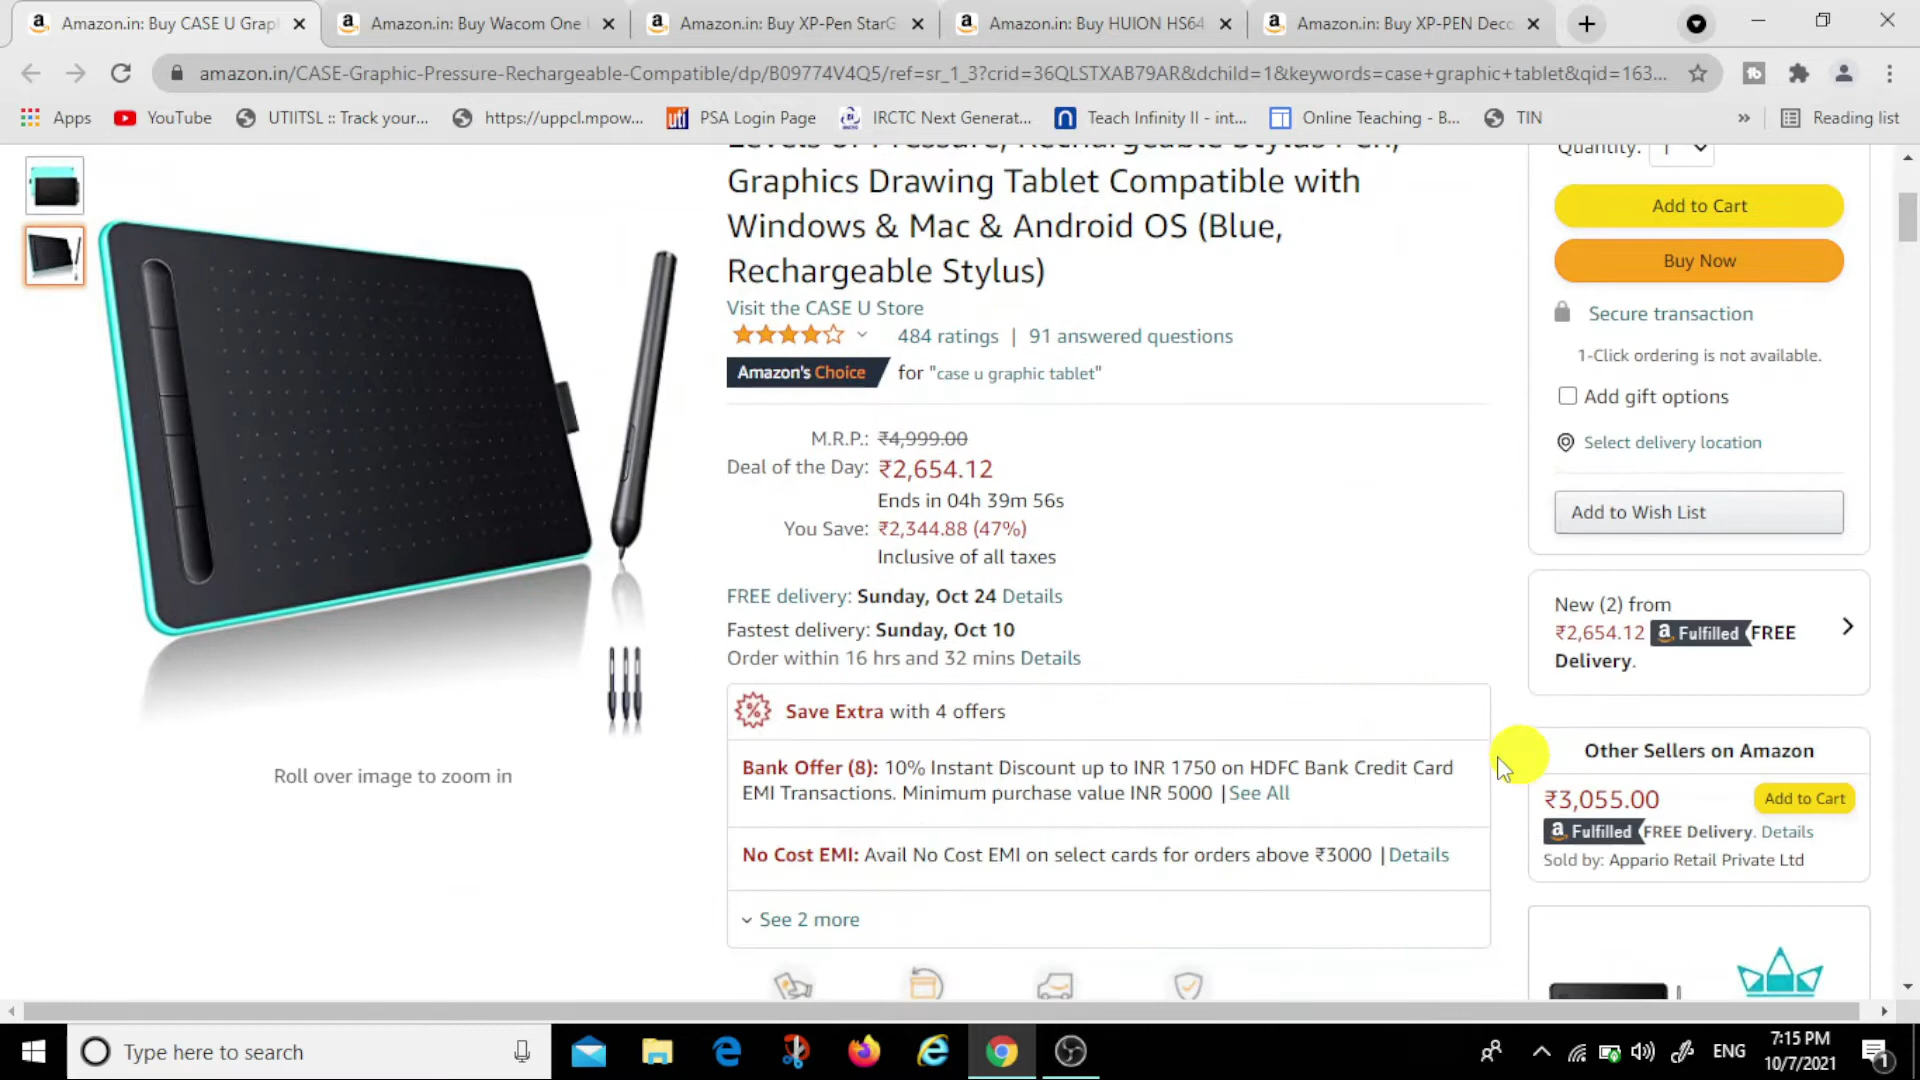 Amazon.in: Buy CASE U Grap
Amazon.in: Buy Wacom One
Amazon.in: Buy XP-Pen StarG
Amazon.in: Buy HUION HS64
Amazon.in: Buy XP-PEN Deco
amazon.in/CASE-Graphic-Pressure-Rechargeable-Compatible/dp/B09774V4Q5/ref=sr_1_3?crid=36QLSTXAB79AR&dchild=1&keywords=case+graphic+tablet&qid=163...
Apps
YouTube
UTIITSL :: Track your...
https://uppcl.mpow...
uti
PSA Login Page
IRCTC Next Generat...
Teach Infinity II - int...
Online Teaching - B...
TIN
»
Reading list
Levels of Pressure, Rechargeable Stylus Pen,
Graphics Drawing Tablet Compatible with
Windows & Mac & Android OS (Blue,
Rechargeable Stylus)
Visit the CASE U Store
484 ratings | 91 answered questions
Amazon's Choice for "case u graphic tablet"
M.R.P.: ₹4,999.00
Deal of the Day: ₹2,654.12
Ends in 04h 39m 56s
You Save: ₹2,344.88 (47%)
Inclusive of all taxes
FREE delivery: Sunday, Oct 24 Details
Fastest delivery: Sunday, Oct 10
Order within 16 hrs and 32 mins Details
Save Extra with 4 offers
Bank Offer (8): 10% Instant Discount up to INR 1750 on HDFC Bank Credit Card
EMI Transactions. Minimum purchase value INR 5000 | See All
No Cost EMI: Avail No Cost EMI on select cards for orders above ₹3000 | Details
See 2 more
Roll over image to zoom in
Quantity: 1
Add to Cart
Buy Now
Secure transaction
1-Click ordering is not available.
Add gift options
Select delivery location
Add to Wish List
New (2) from
₹2,654.12 a Fulfilled FREE
Delivery.
Other Sellers on Amazon
₹3,055.00 Add to Cart
a Fulfilled FREE Delivery. Details
Sold by: Appario Retail Private Ltd
Type here to search
ENG
7:15 PM
10/7/2021
1